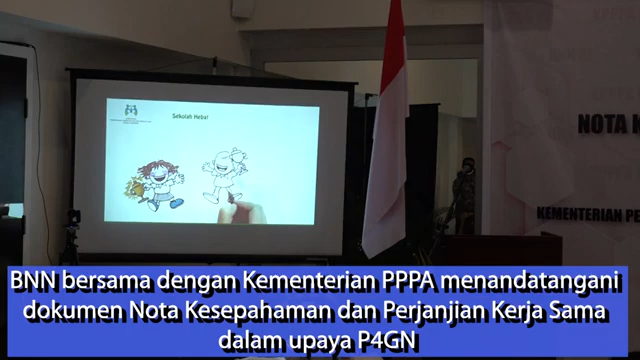 Sekolah Hebat
NOTA K
KEMENTERIAN PE
BNN bersama dengan Kementerian PPPA menandatangani
dokumen Nota Kesepahaman dan Perjanjian Kerja Sama
dalam upaya P4GN